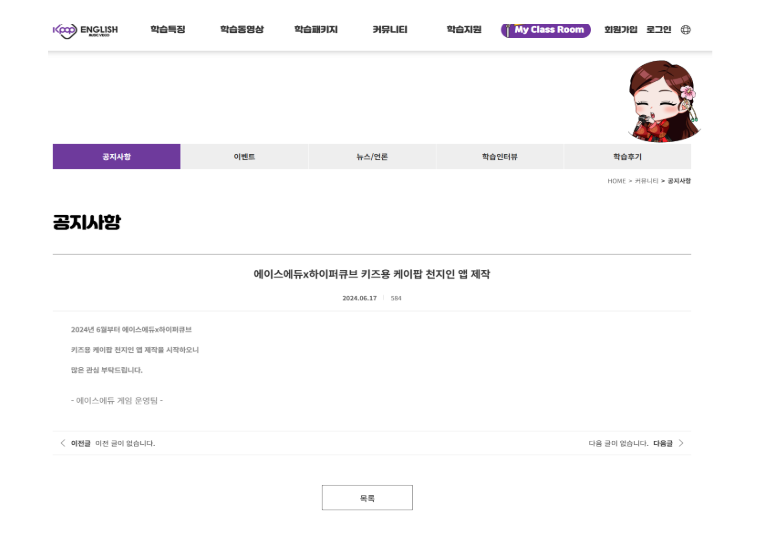 Kpop ENGLISH
MUSIC VIDEO
학습특징
학습동영상
학습패키지
커뮤니티
학습지원
My Class Room
회원가입
로그인
공지사항
이벤트
뉴스/언론
학습인터뷰
학습후기
HOME > 커뮤니티 > 공지사항
공지사항
에이스에듀x하이퍼큐브 키즈용 케이팝 천지인 앱 제작
2024.06.17
584
2024년 6월부터 에이스에듀x하이퍼큐브
키즈용 케이팝 천지인 앱 제작을 시작하오니
많은 관심 부탁드립니다.
- 에이스에듀 게임 운영팀 -
이전글 이전 글이 없습니다.
다음 글이 없습니다. 다음글
목록